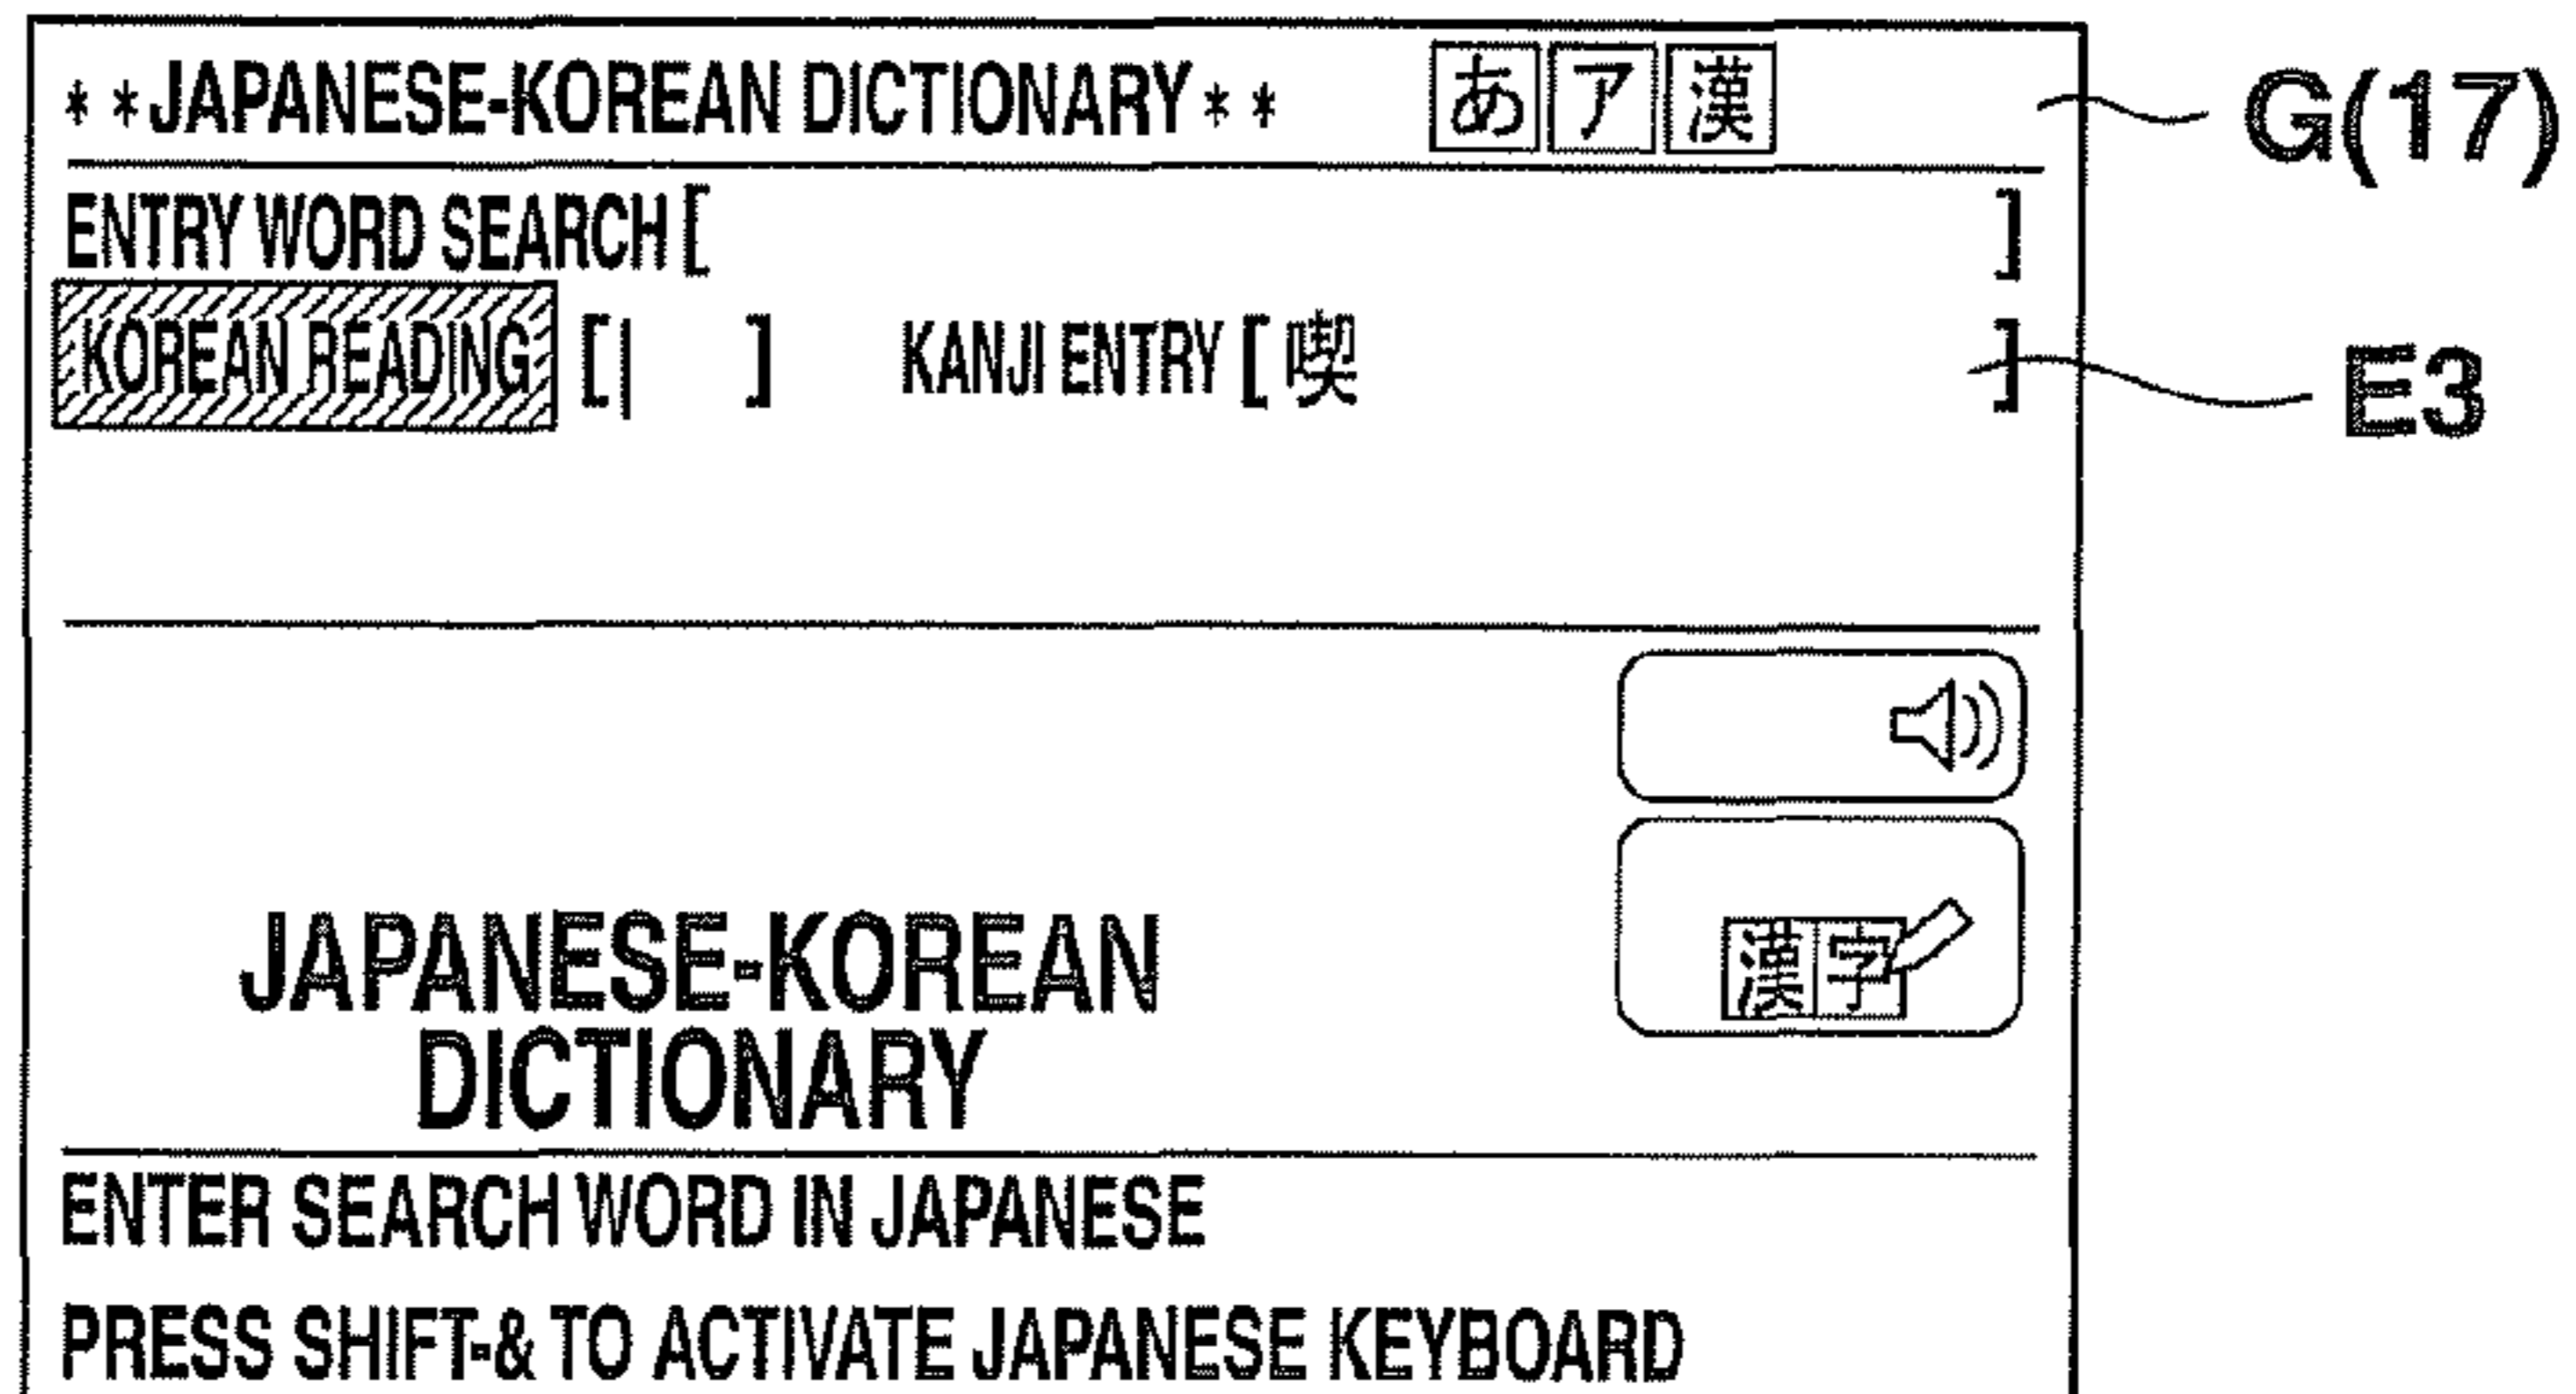 **JAPANESE-KOREAN DICTIONARY** あ ア 漢 G(17)
ENTRY WORD SEARCH [ ]
KOREAN READING [| ] KANJI ENTRY [喫 ] E3
JAPANESE-KOREAN
漢字
DICTIONARY
ENTER SEARCH WORD IN JAPANESE
PRESS SHIFT-& TO ACTIVATE JAPANESE KEYBOARD